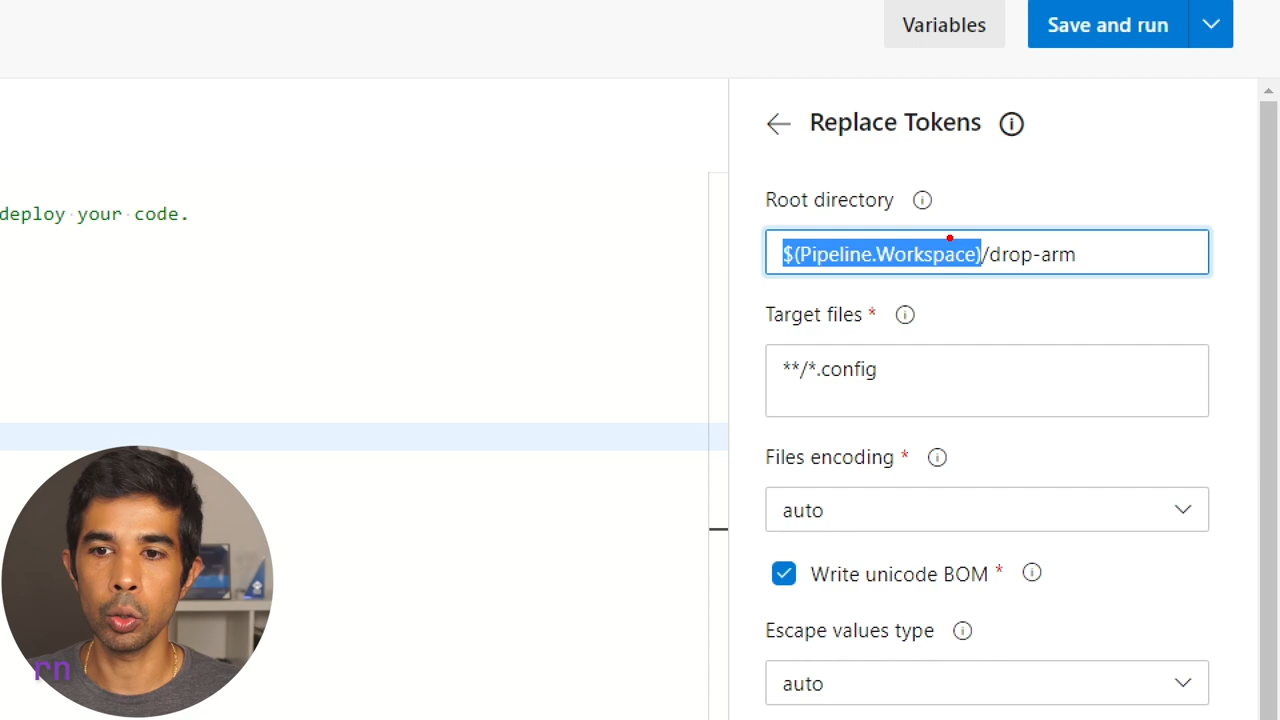 Variables
Save and run
Replace Tokens
deploy your code.
Root directory
$(Pipeline.Workspace)/drop-arm
Target files *
**/*.config
Files encoding *
auto
Write unicode BOM *
Escape values type
auto
rn